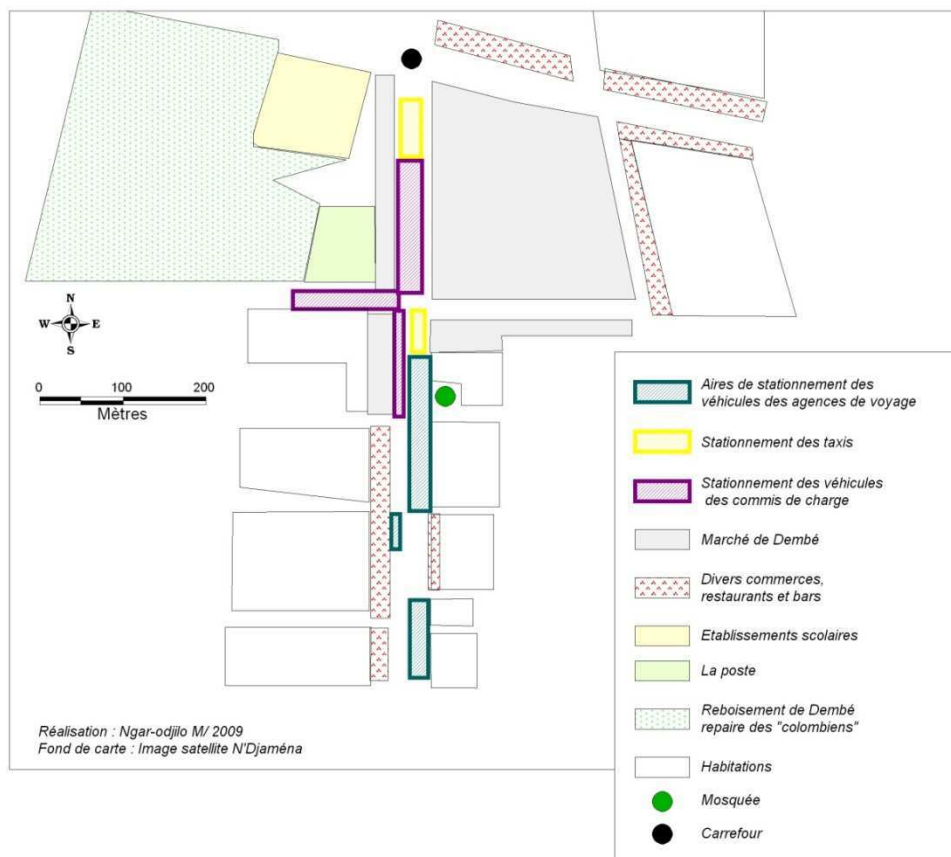 N
W E
S
0 100 200
Mètres
Aires de stationnement des
véhicules des agences de voyage
Stationnement des taxis
Stationnement des véhicules
des commis de charge
Marché de Dembé
Divers commerces,
restaurants et bars
Etablissements scolaires
La poste
Reboisement de Dembé
repaire des "colombiens"
Habitations
Mosquée
Carrefour
Réalisation : Ngar-odjilo M/ 2009
Fond de carte : Image satellite N'Djaména